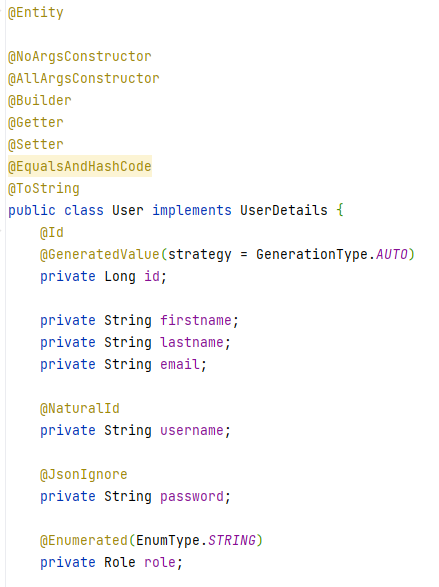 @Entity
@NoArgsConstructor
@AllArgsConstructor
@Builder
@Getter
@Setter
@EqualsAndHashCode
@ToString
public class User implements UserDetails {
@Id
@GeneratedValue(strategy = GenerationType.AUTO)
private Long id;
private String firstname;
private String lastname;
private String email;
@NaturalId
private String username;
@JsonIgnore
private String password;
@Enumerated(EnumType.STRING)
private Role role;